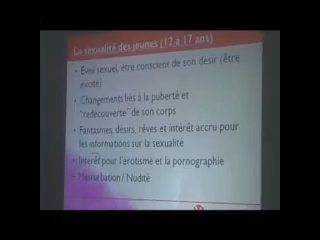 La sexualité des jeunes (12 à 17 ans)
• Éveil sexuel, être conscient de son désir (être
excité)
• Changements liés à la puberté et
"redécouverte" de son corps
• Fantasmes, désirs, rêves et intérêt accru pour
les informations sur la sexualité
• Intérêt pour l'érotisme et la pornographie
• Masturbation / Nudité